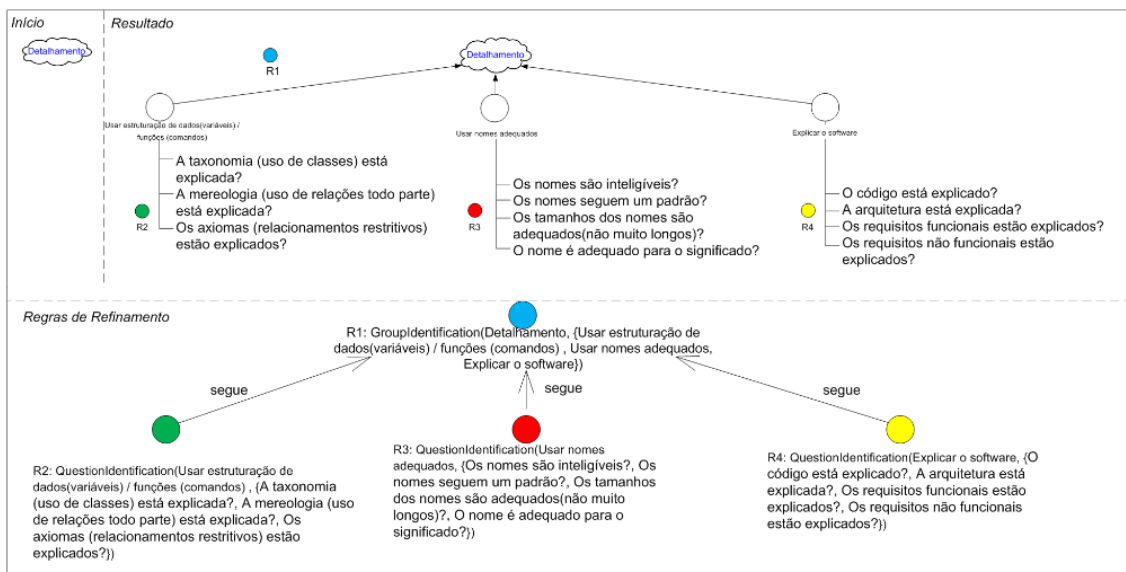 Início
Detalhamento
Resultado
R1
Detalhamento
Usar estruturação de dados(variáveis) /
funções (comandos)
A taxonomia (uso de classes) está
explicada?
A mereologia (uso de relações todo parte)
está explicada?
Os axiomas (relacionamentos restritivos)
estão explicados?
R2
Usar nomes adequados
Os nomes são inteligíveis?
Os nomes seguem um padrão?
Os tamanhos dos nomes são
adequados(não muito longos)?
O nome é adequado para o significado?
R3
Explicar o software
O código está explicado?
A arquitetura está explicada?
Os requisitos funcionais estão explicados?
Os requisitos não funcionais estão
explicados?
R4
Regras de Refinamento
R1: GroupIdentification(Detalhamento, {Usar estruturação de
dados(variáveis) / funções (comandos) , Usar nomes adequados,
Explicar o software})
segue
segue
segue
R2: QuestionIdentification(Usar estruturação de
dados(variáveis) / funções (comandos) , {A taxonomia
(uso de classes) está explicada?, A mereologia (uso
de relações todo parte) está explicada?, Os
axiomas (relacionamentos restritivos) estão
explicados?})
R3: QuestionIdentification(Usar nomes
adequados, {Os nomes são inteligíveis?, Os
nomes seguem um padrão?, Os tamanhos
dos nomes são adequados(não muito
longos)?, O nome é adequado para o
significado?})
R4: QuestionIdentification(Explicar o software, {O
código está explicado?, A arquitetura está
explicada?, Os requisitos funcionais estão
explicados?, Os requisitos não funcionais
estão explicados?})